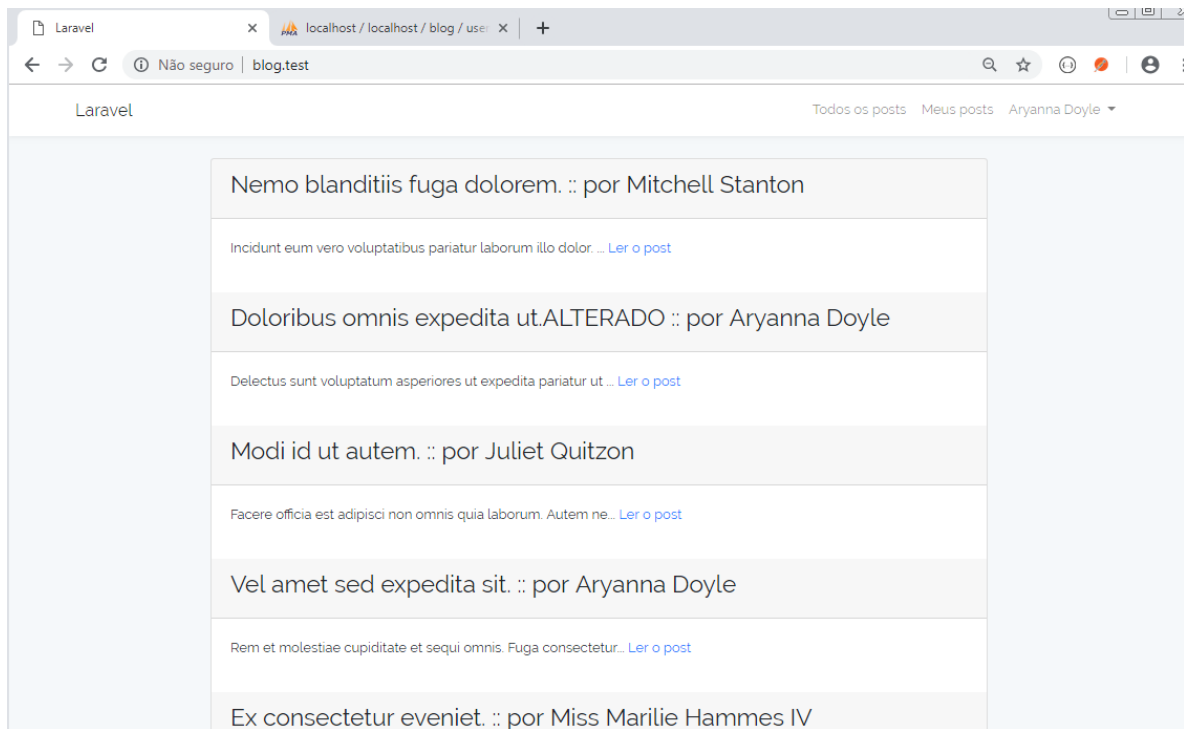 Laravel
localhost / localhost / blog / use
Não seguro
blog.test
Laravel
Todos os posts
Meus posts
Aryanna Doyle
Nemo blanditiis fuga dolorem. :: por Mitchell Stanton
Incidunt eum vero voluptatibus pariatur laborum illo dolor. ... Ler o post
Doloribus omnis expedita ut.ALTERADO :: por Aryanna Doyle
Delectus sunt voluptatum asperiores ut expedita pariatur ut ... Ler o post
Modi id ut autem. :: por Juliet Quitzon
Facere officia est adipisci non omnis quia laborum. Autem ne... Ler o post
Vel amet sed expedita sit. :: por Aryanna Doyle
Rem et molestiae cupiditate et sequi omnis. Fuga consectetur... Ler o post
Ex consectetur eveniet. :: por Miss Marilie Hammes IV